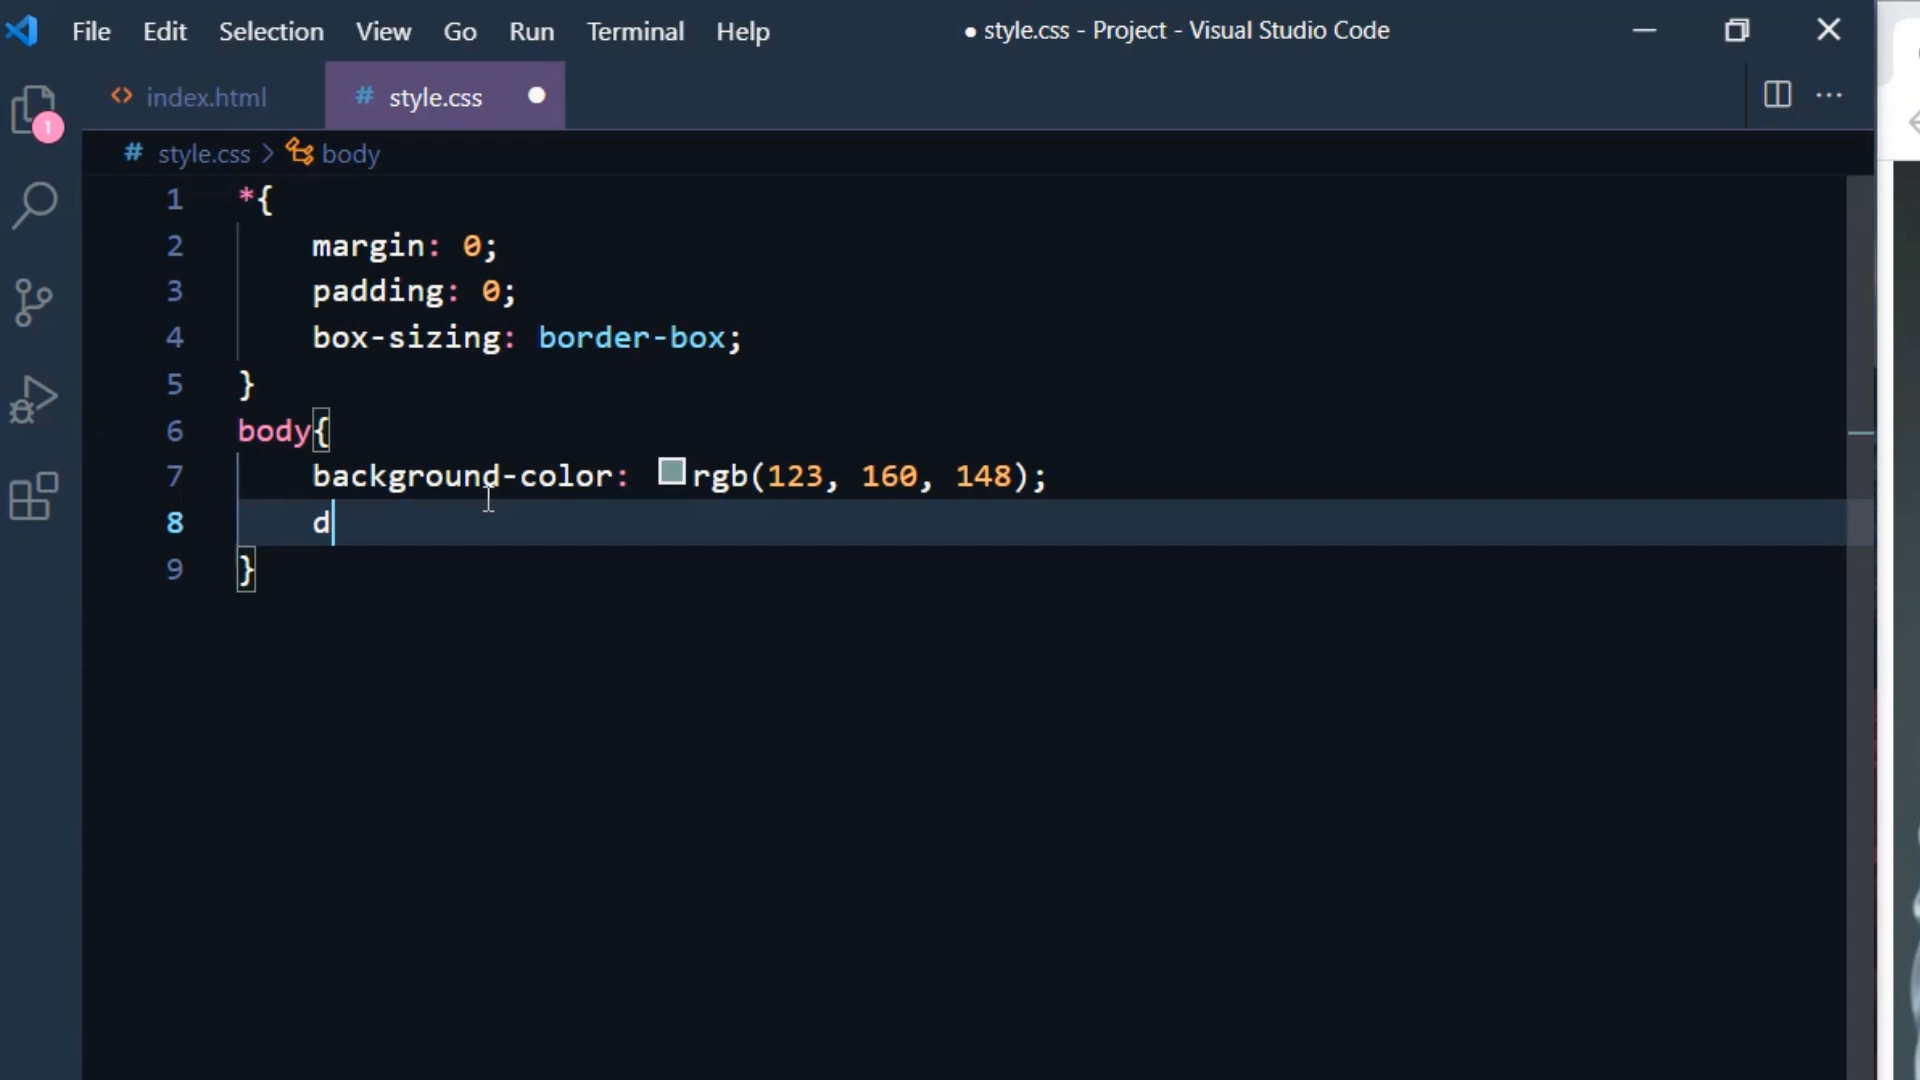 File Edit Selection View Go Run Terminal Help ● style.css - Project - Visual Studio Code
<> index.html # style.css ●
# style.css > body
1
1 *{
2 margin: 0;
3 padding: 0;
4 box-sizing: border-box;
5 }
6 body{
7 background-color: rgb(123, 160, 148);
8 d
9 }